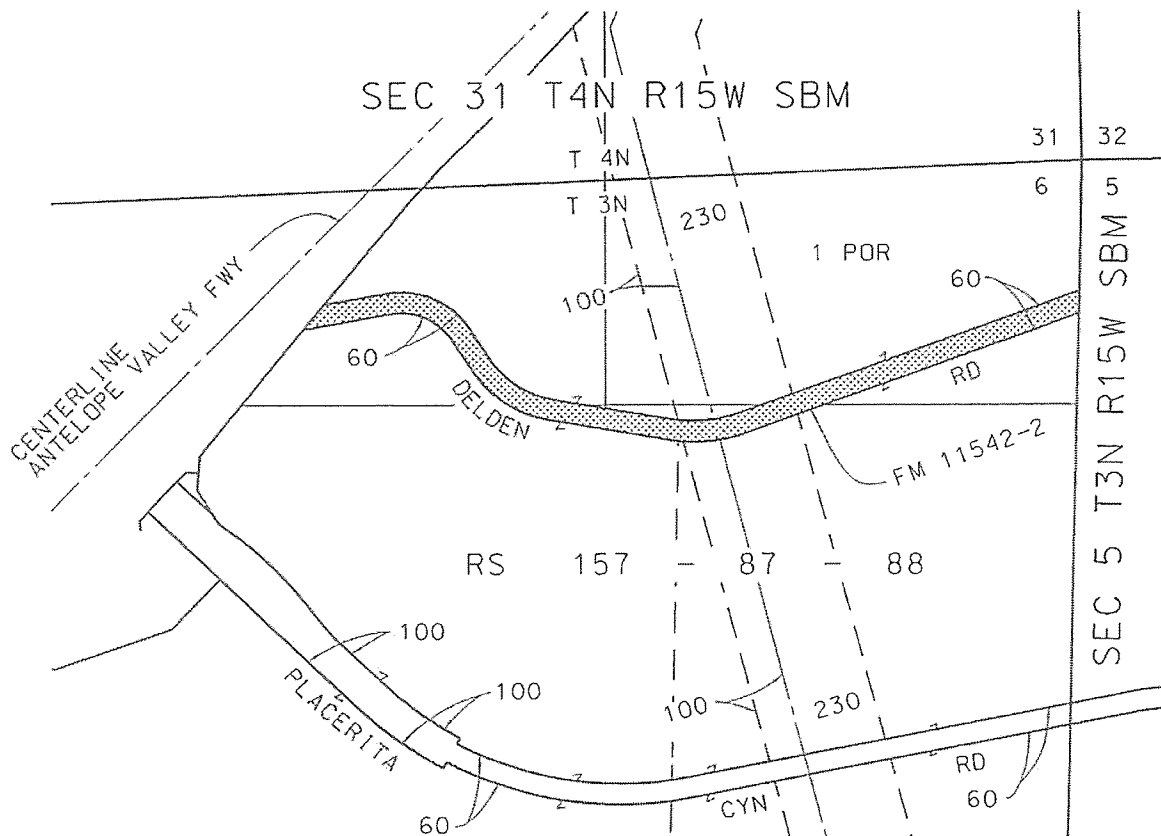 SEC 31 T4N R15W SBM
31 32
T 4N
T 3N
6 5
230
1 POR
60
100
60
CENTERLINE
ANTELOPE VALLEY FWY
DELDEN
RD
FM 11542-2
SEC 5 T3N R15W SBM
RS 157 - 87 - 88
100
PLACERITA
100
100
230
60
CYN
RD
60